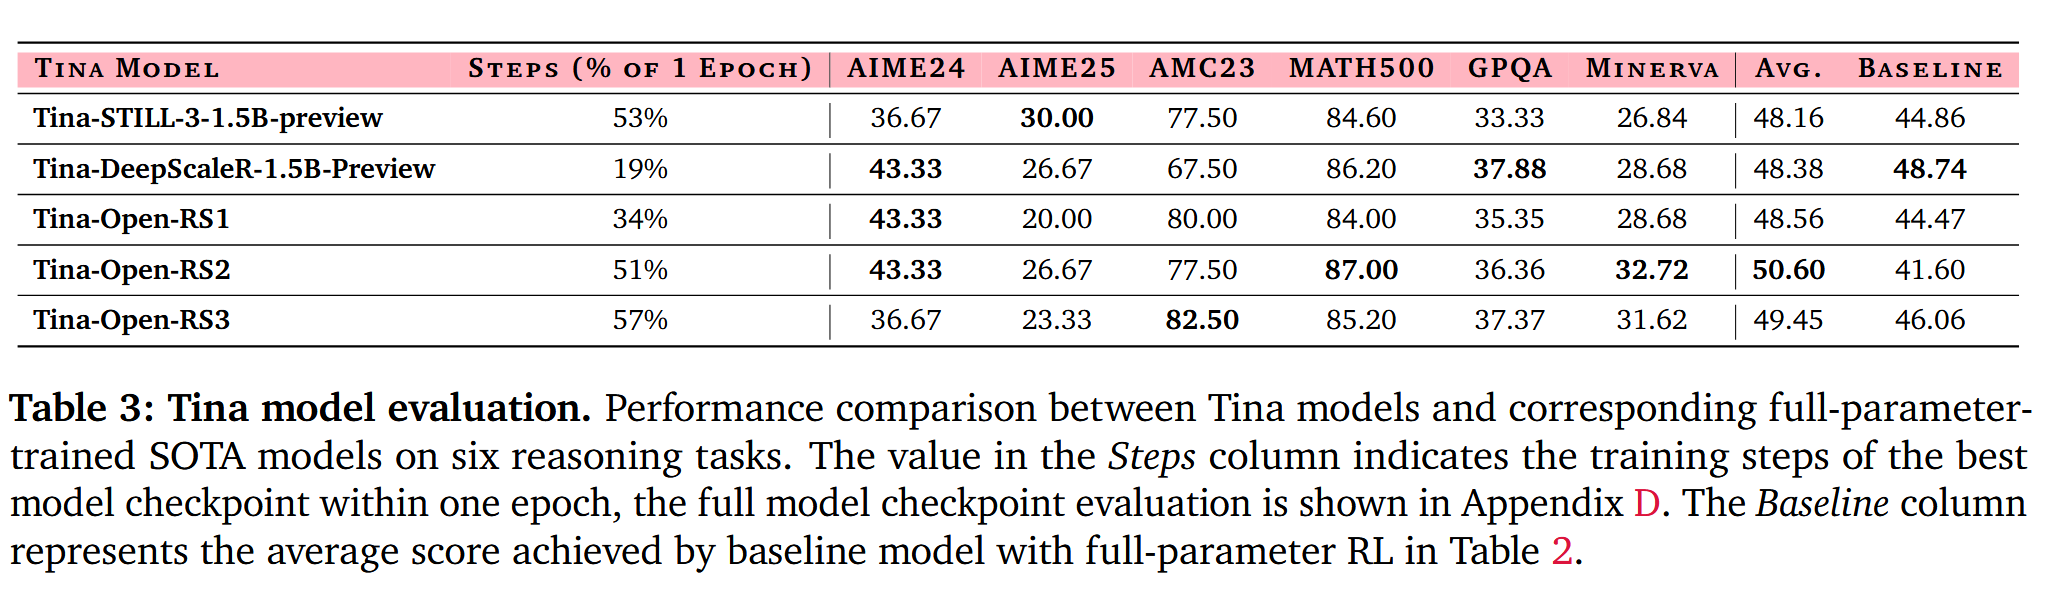 TINA MODEL STEPS (% OF 1 EPOCH) AIME24 AIME25 AMC23 MATH500 GPQA MINERVA AVG. BASELINE
Tina-STILL-3-1.5B-preview 53% 36.67 30.00 77.50 84.60 33.33 26.84 48.16 44.86
Tina-DeepScaleR-1.5B-Preview 19% 43.33 26.67 67.50 86.20 37.88 28.68 48.38 48.74
Tina-Open-RS1 34% 43.33 20.00 80.00 84.00 35.35 28.68 48.56 44.47
Tina-Open-RS2 51% 43.33 26.67 77.50 87.00 36.36 32.72 50.60 41.60
Tina-Open-RS3 57% 36.67 23.33 82.50 85.20 37.37 31.62 49.45 46.06
Table 3: Tina model evaluation. Performance comparison between Tina models and corresponding full-parameter-
trained SOTA models on six reasoning tasks. The value in the Steps column indicates the training steps of the best
model checkpoint within one epoch, the full model checkpoint evaluation is shown in Appendix D. The Baseline column
represents the average score achieved by baseline model with full-parameter RL in Table 2.